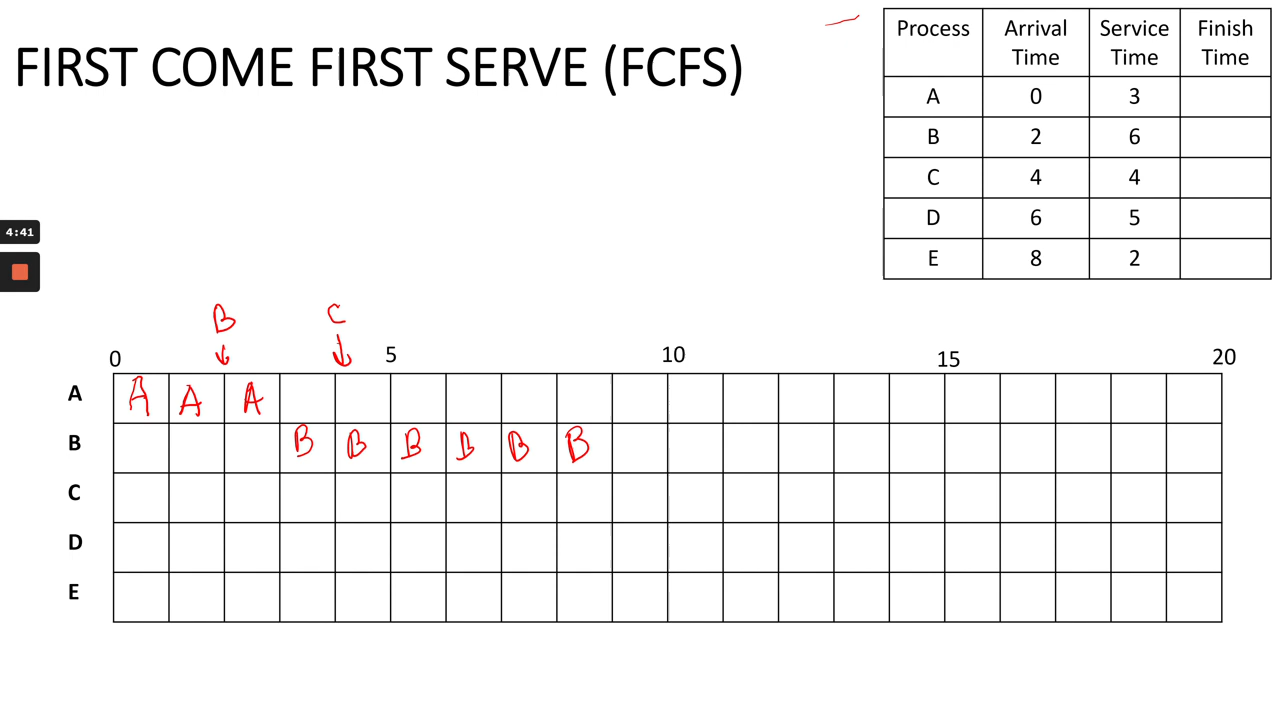 FIRST COME FIRST SERVE (FCFS)
Process Arrival Time Service Time Finish Time
A 0 3
B 2 6
C 4 4
D 6 5
E 8 2
4:41
B C
0 5 10 15 20
A A A A
B B B B B B B
C
D
E